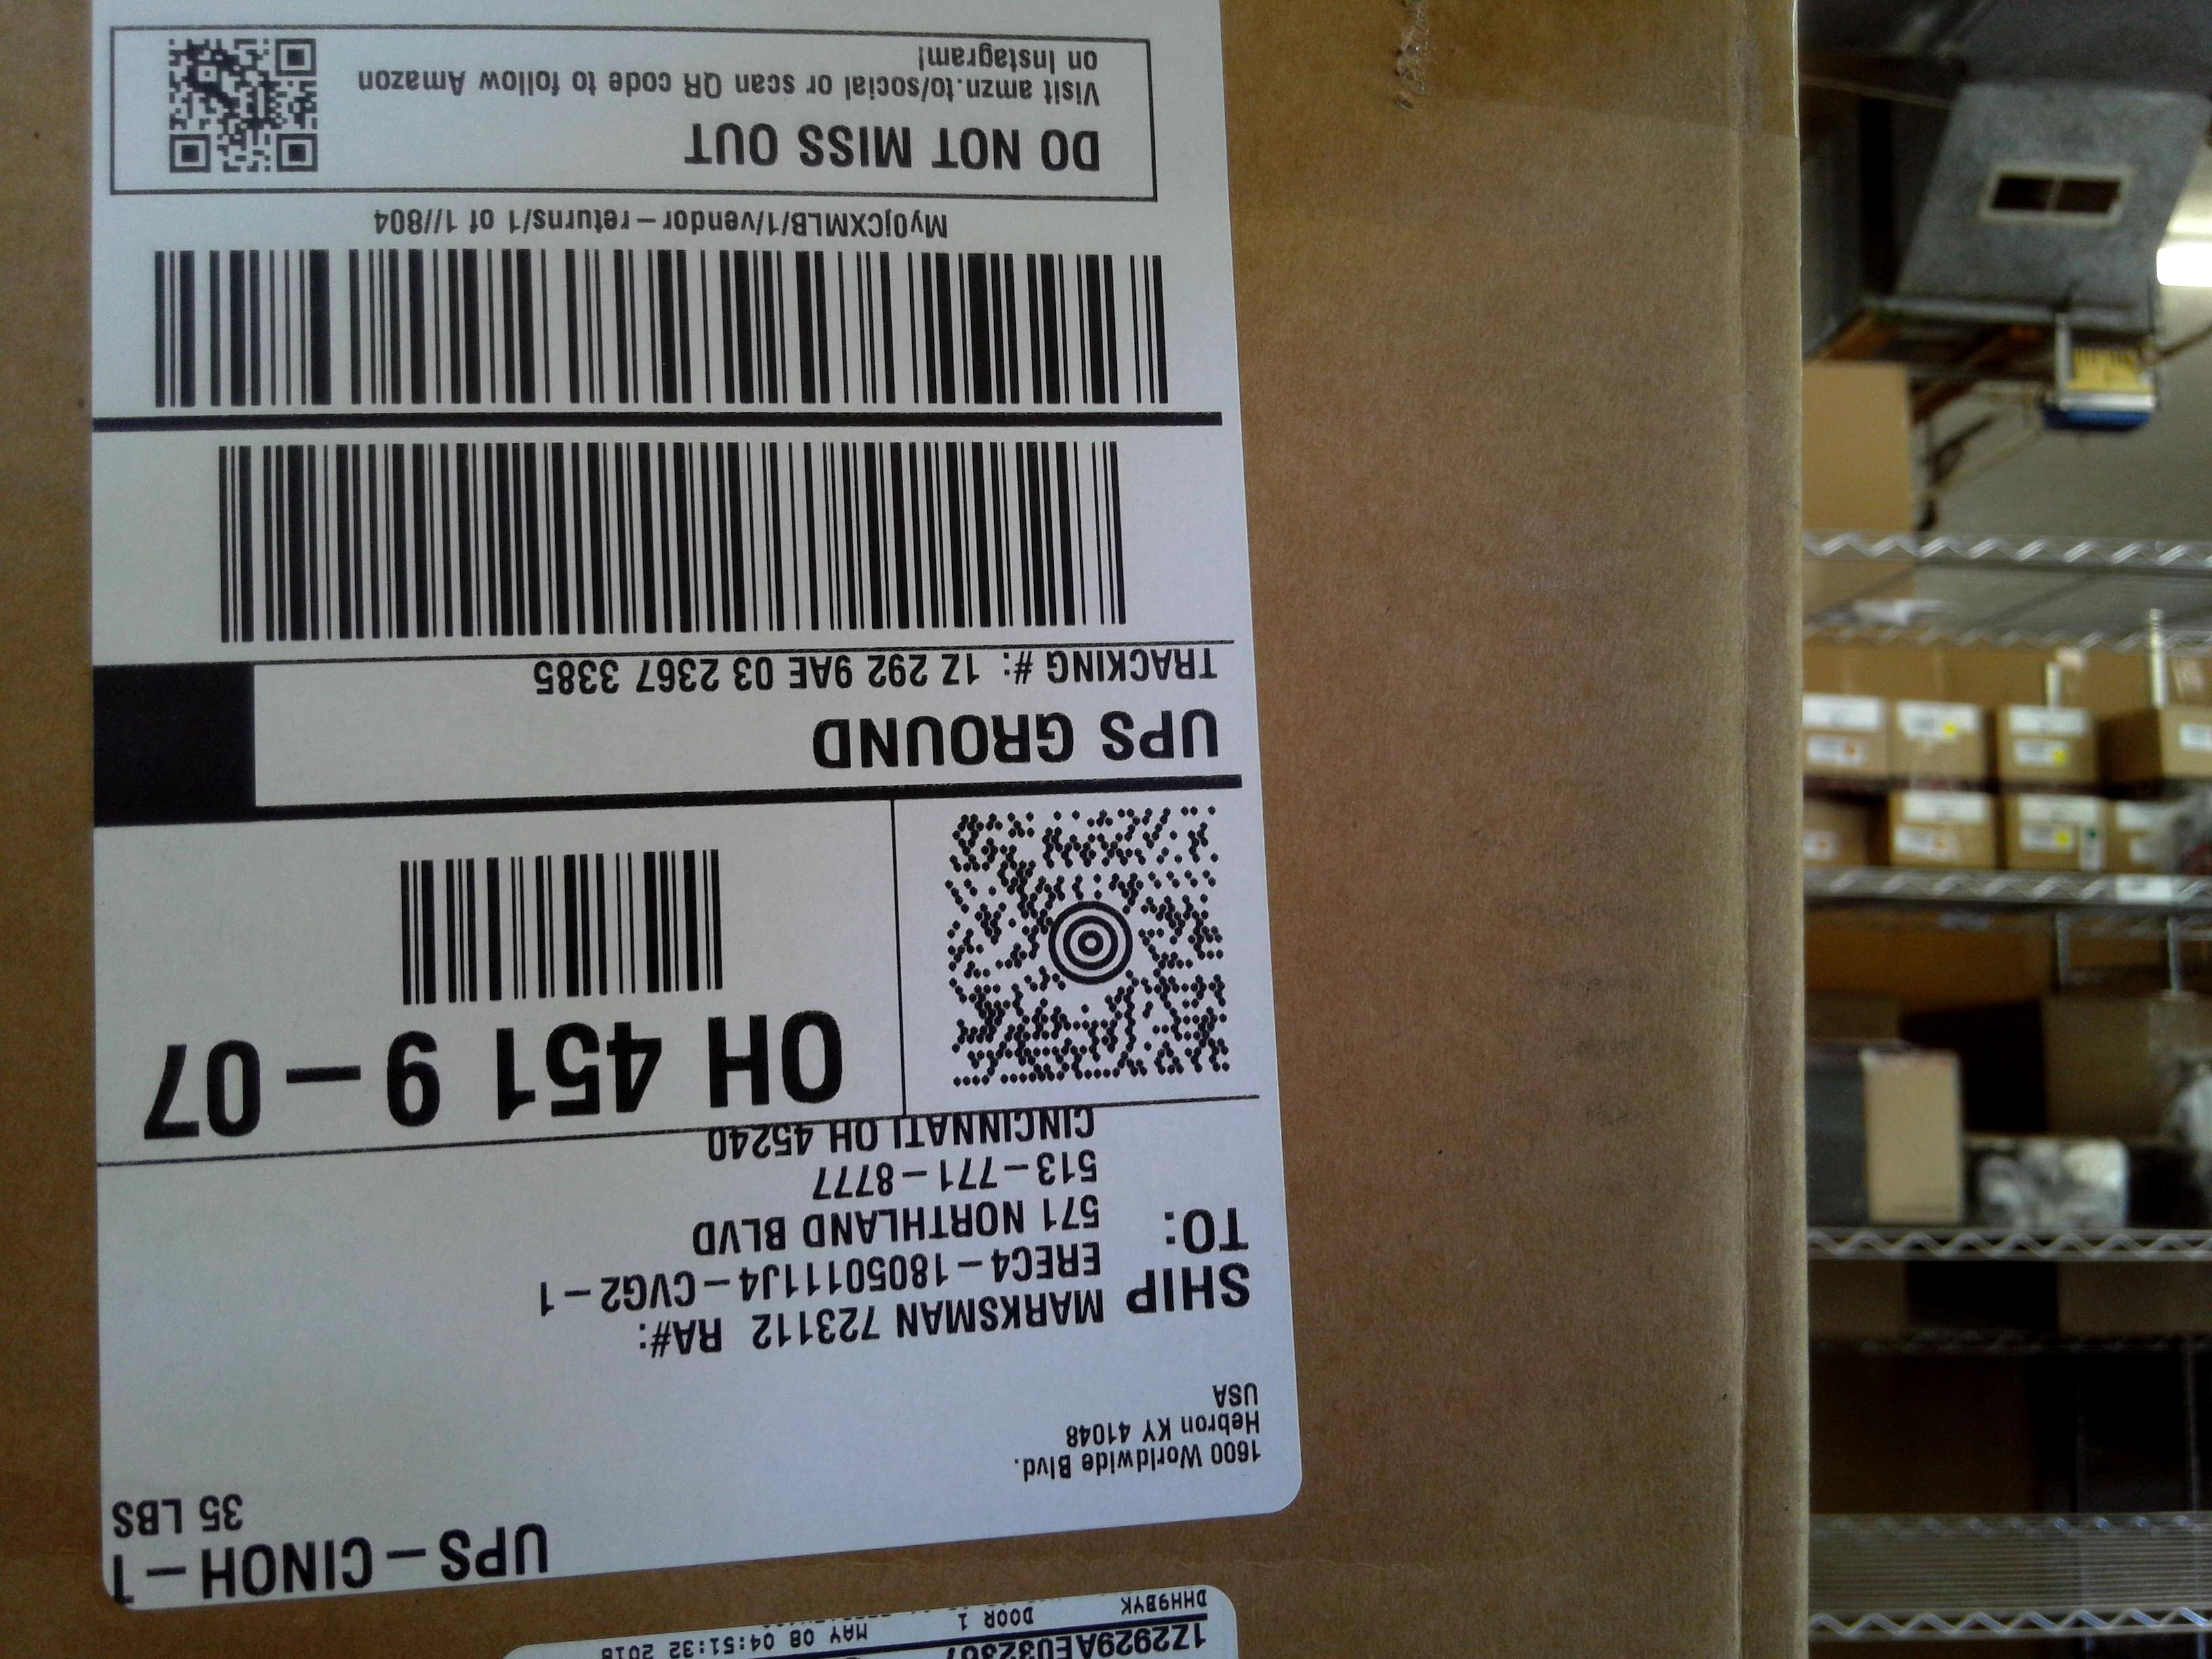 1Z2929AE032367
DHH9BYK DOOR 1 MAY 08 04:51:32 2018
UPS-CINOH-1
35 LBS
1600 Worldwide Blvd.
Hebron KY 41048
USA
SHIP TO:
MARKSMAN 723112 RA#:
EREC4-18050111J4-CVG2-1
571 NORTHLAND BLVD
513-771-8777
CINCINNATI OH 45240
OH 451 9-07
UPS GROUND
TRACKING #: 1Z 292 9AE 03 2367 3385
My0jCXMLB/1/vendor-returns/1 of 1//804
DO NOT MISS OUT
Visit amzn.to/social or scan QR code to follow Amazon
on Instagram!